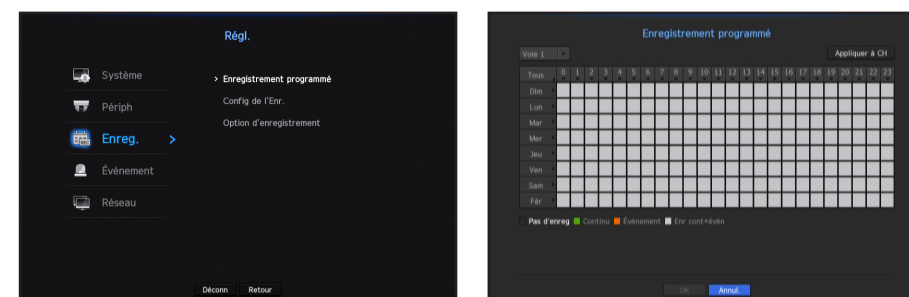 Régl.
Système
Périph
Enreg.
Événement
Réseau
> Enregistrement programmé
Config de l'Enr.
Option d'enregistrement
Déconn Retour
Enregistrement programmé
Voie 1
Appliquer à CH
Tous 0 1 2 3 4 5 6 7 8 9 10 11 12 13 14 15 16 17 18 19 20 21 22 23
Dim
Lun
Mar
Mer
Jeu
Ven
Sam
Fér
Pas d'enreg Continu Événement Enr cont+évèn
OK Annul.